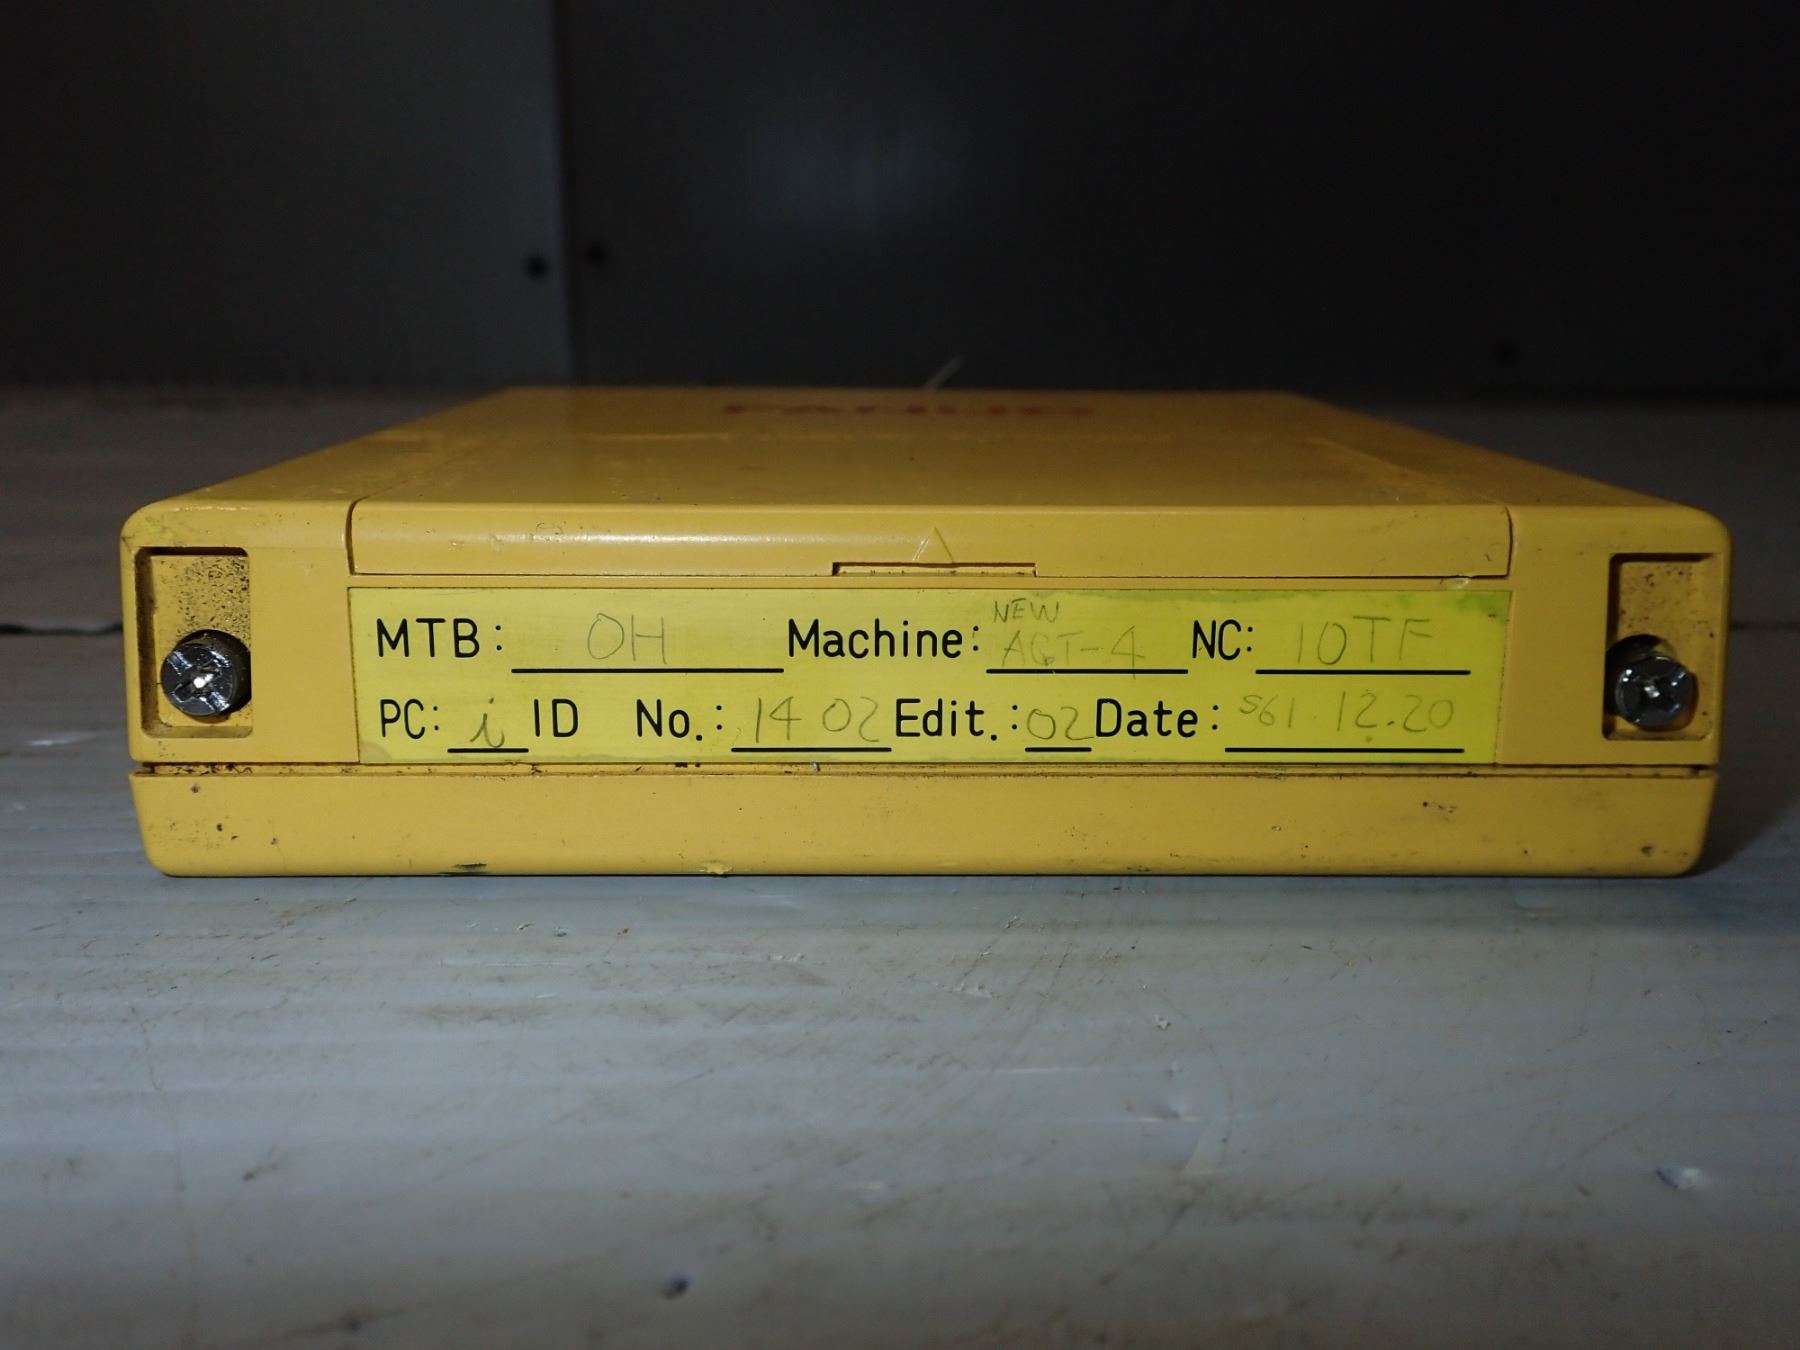 FANUC
MTB: OH Machine: NEW AGT-4 NC: 10TF
PC: i ID No.: 14 02 Edit.: 02 Date: S61.12.20